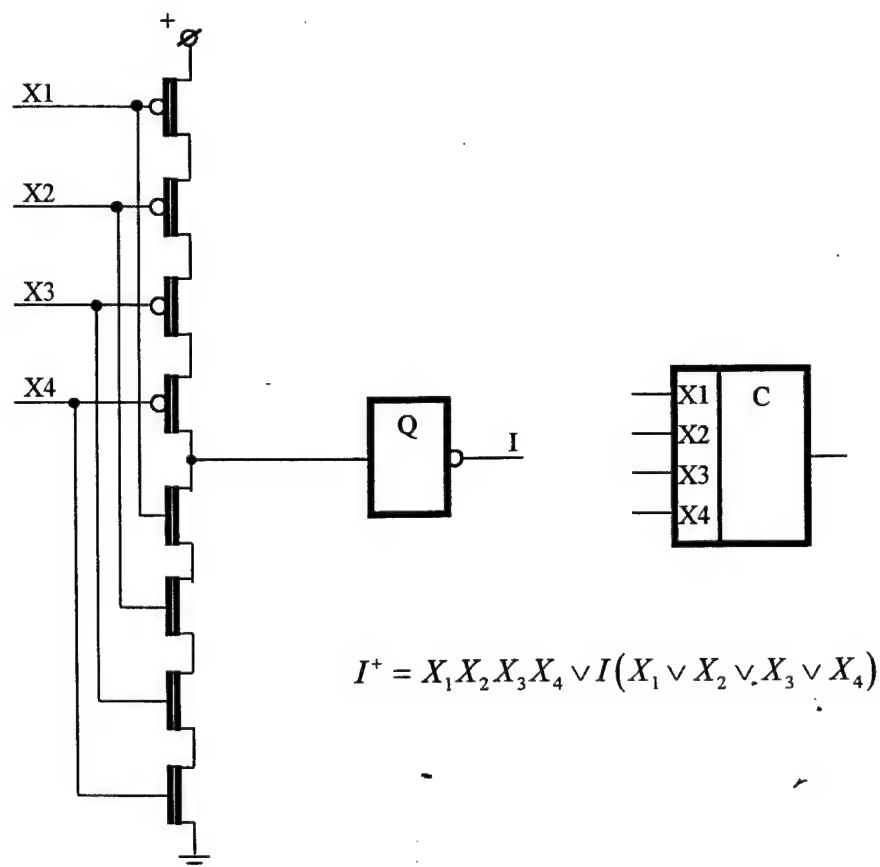 +
X1
X2
X3
X4
Q
I
X1 C
X2
X3
X4
I⁺ = X₁X₂X₃X₄ ∨ I(X₁ ∨ X₂ ∨ X₃ ∨ X₄)